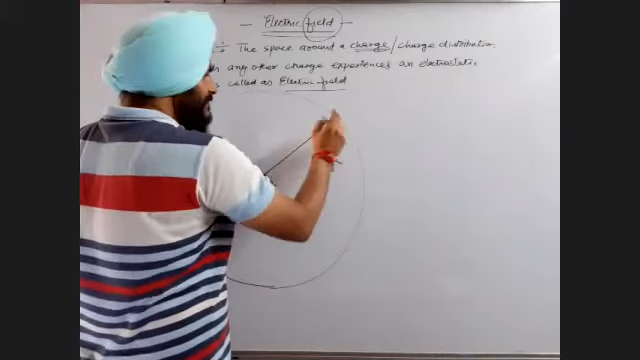 Electric field
÷ The space around a charge/charge distribution
any other charge experiences an electrostatic
called as Electric field